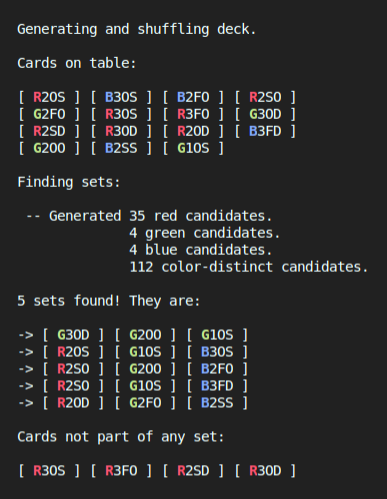 Generating and shuffling deck.
Cards on table:
[ R2OS ] [ B3OS ] [ B2FO ] [ R2SO ]
[ G2FO ] [ R3OS ] [ R3FO ] [ G3OD ]
[ R2SD ] [ R3OD ] [ R2OD ] [ B3FD ]
[ G2OO ] [ B2SS ] [ G1OS ]
Finding sets:
-- Generated 35 red candidates.
4 green candidates.
4 blue candidates.
112 color-distinct candidates.
5 sets found! They are:
-> [ G3OD ] [ G2OO ] [ G1OS ]
-> [ R2OS ] [ G1OS ] [ B3OS ]
-> [ R2SO ] [ G2OO ] [ B2FO ]
-> [ R2SO ] [ G1OS ] [ B3FD ]
-> [ R2OD ] [ G2FO ] [ B2SS ]
Cards not part of any set:
[ R3OS ] [ R3FO ] [ R2SD ] [ R3OD ]